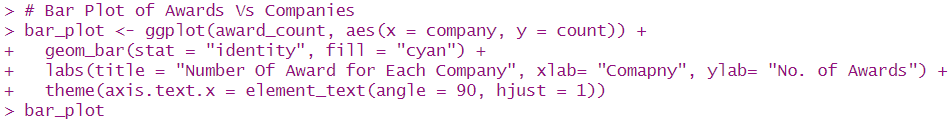 > # Bar Plot of Awards Vs Companies
> bar_plot <- ggplot(award_count, aes(x = company, y = count)) +
+   geom_bar(stat = "identity", fill = "cyan") +
+   labs(title = "Number Of Award for Each Company", xlab= "Comapny", ylab= "No. of Awards") +
+   theme(axis.text.x = element_text(angle = 90, hjust = 1))
> bar_plot